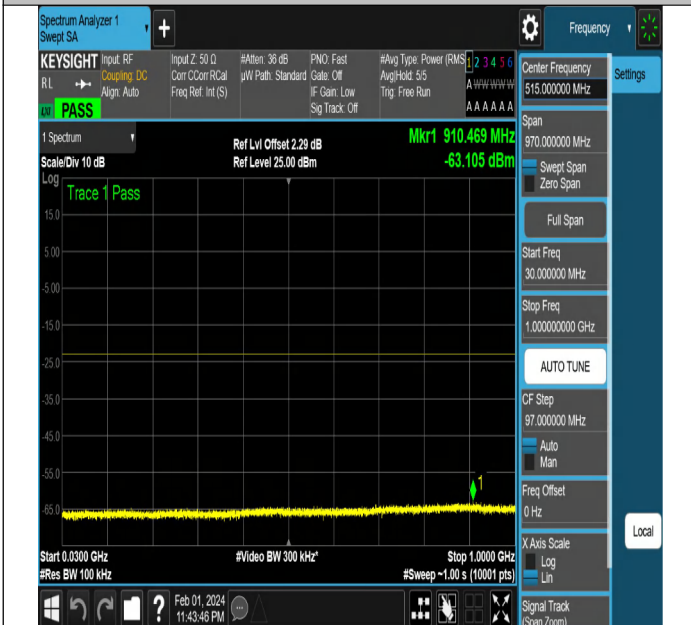 Spectrum Analyzer 1
Swept SA
+
Frequency
KEYSIGHT
RL
LXI PASS
Input: RF
Coupling: DC
Align: Auto
Input Z: 50 Ω
Corr CCorr RCal
Freq Ref: Int (S)
#Atten: 36 dB
µW Path: Standard
PNO: Fast
Gate: Off
IF Gain: Low
Sig Track: Off
#Avg Type: Power (RMS
Avg|Hold: 5/5
Trig: Free Run
1 2 3 4 5 6
A W W W W W
A A A A A A
1 Spectrum
Scale/Div 10 dB
Ref Lvl Offset 2.29 dB
Ref Level 25.00 dBm
Mkr1 910.469 MHz
-63.105 dBm
Log
Trace 1 Pass
15.0
5.00
-5.00
-15.0
-25.0
-35.0
-45.0
-55.0
-65.0
1
Start 0.0300 GHz
#Res BW 100 kHz
#Video BW 300 kHz*
Stop 1.0000 GHz
#Sweep ~1.00 s (10001 pts)
?
Feb 01, 2024
11:43:46 PM
Center Frequency
515.000000 MHz
Span
970.000000 MHz
Swept Span
Zero Span
Full Span
Start Freq
30.000000 MHz
Stop Freq
1.000000000 GHz
AUTO TUNE
CF Step
97.000000 MHz
Auto
Man
Freq Offset
0 Hz
X Axis Scale
Log
Lin
Signal Track
(Span Zoom)
Settings
Local